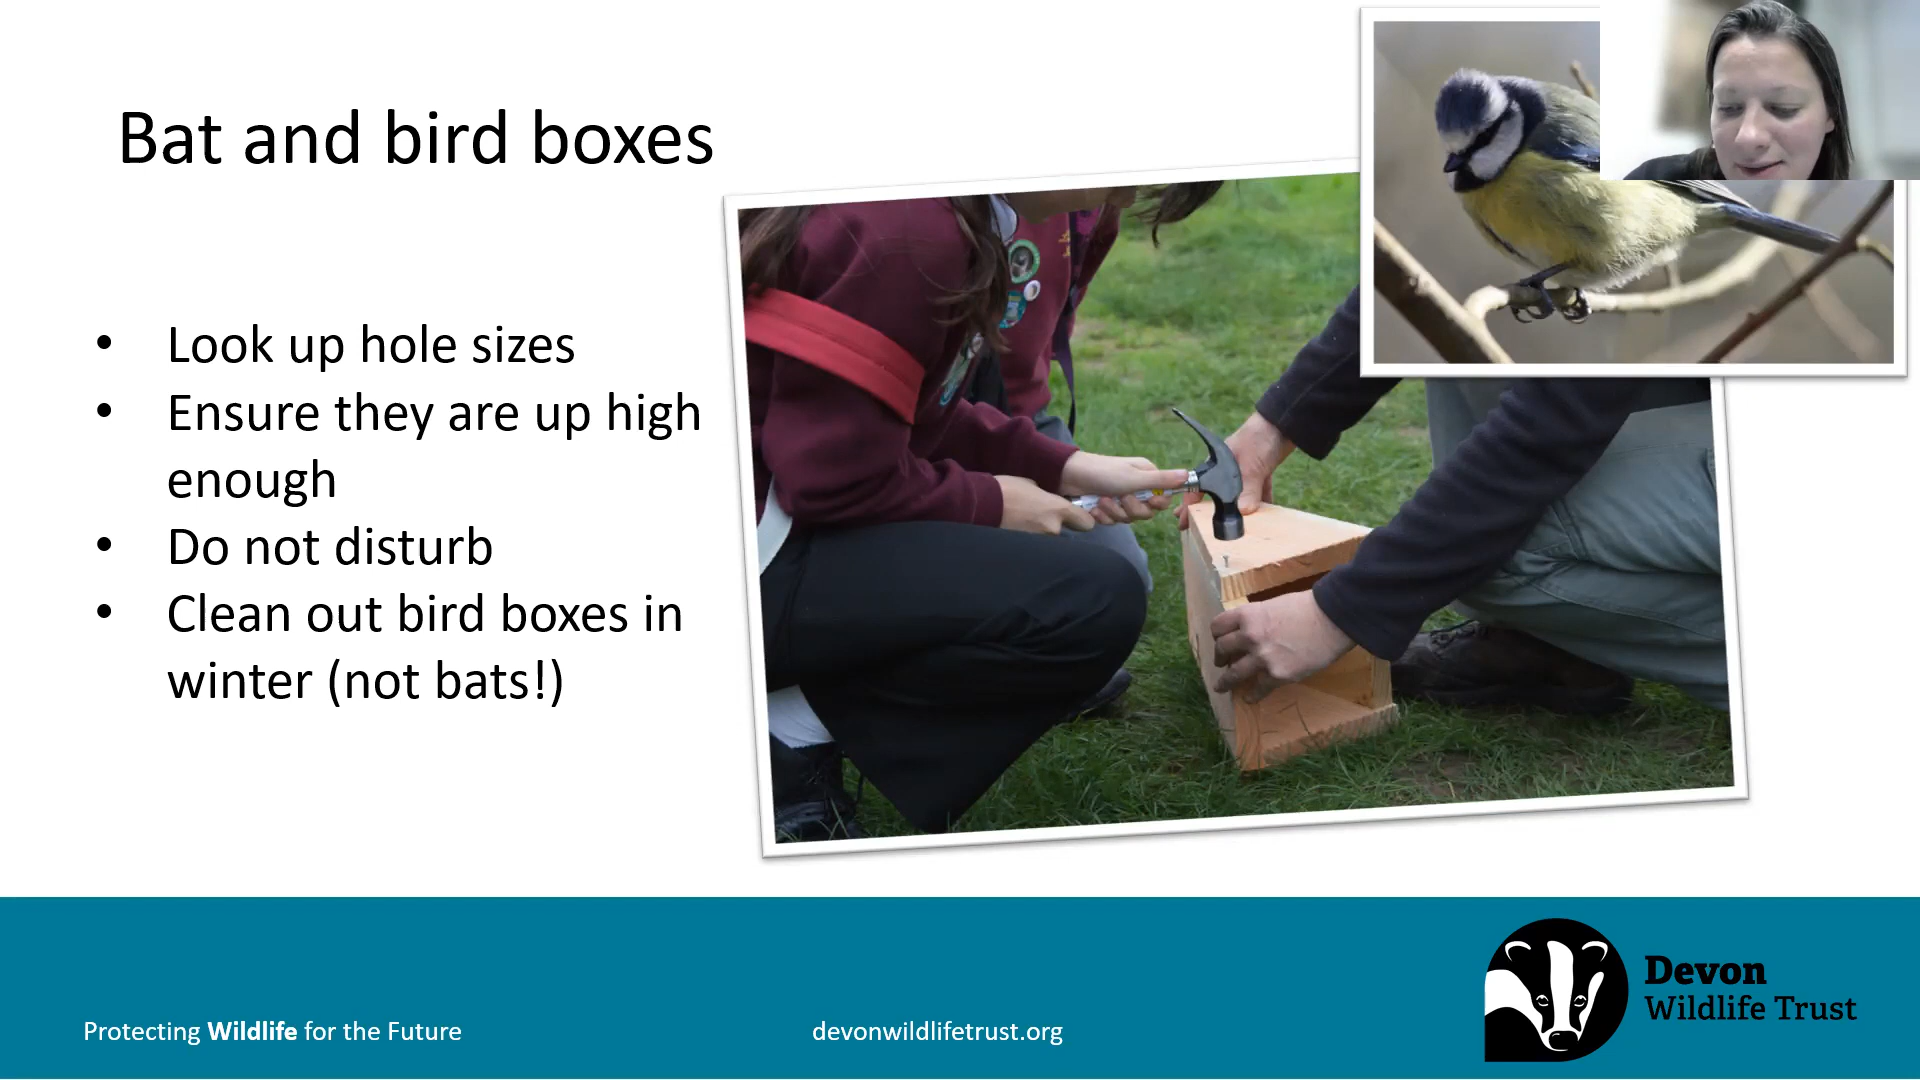 Bat and bird boxes
• Look up hole sizes
• Ensure they are up high
enough
• Do not disturb
• Clean out bird boxes in
winter (not bats!)
Protecting Wildlife for the Future
devonwildlifetrust.org
Devon
Wildlife Trust